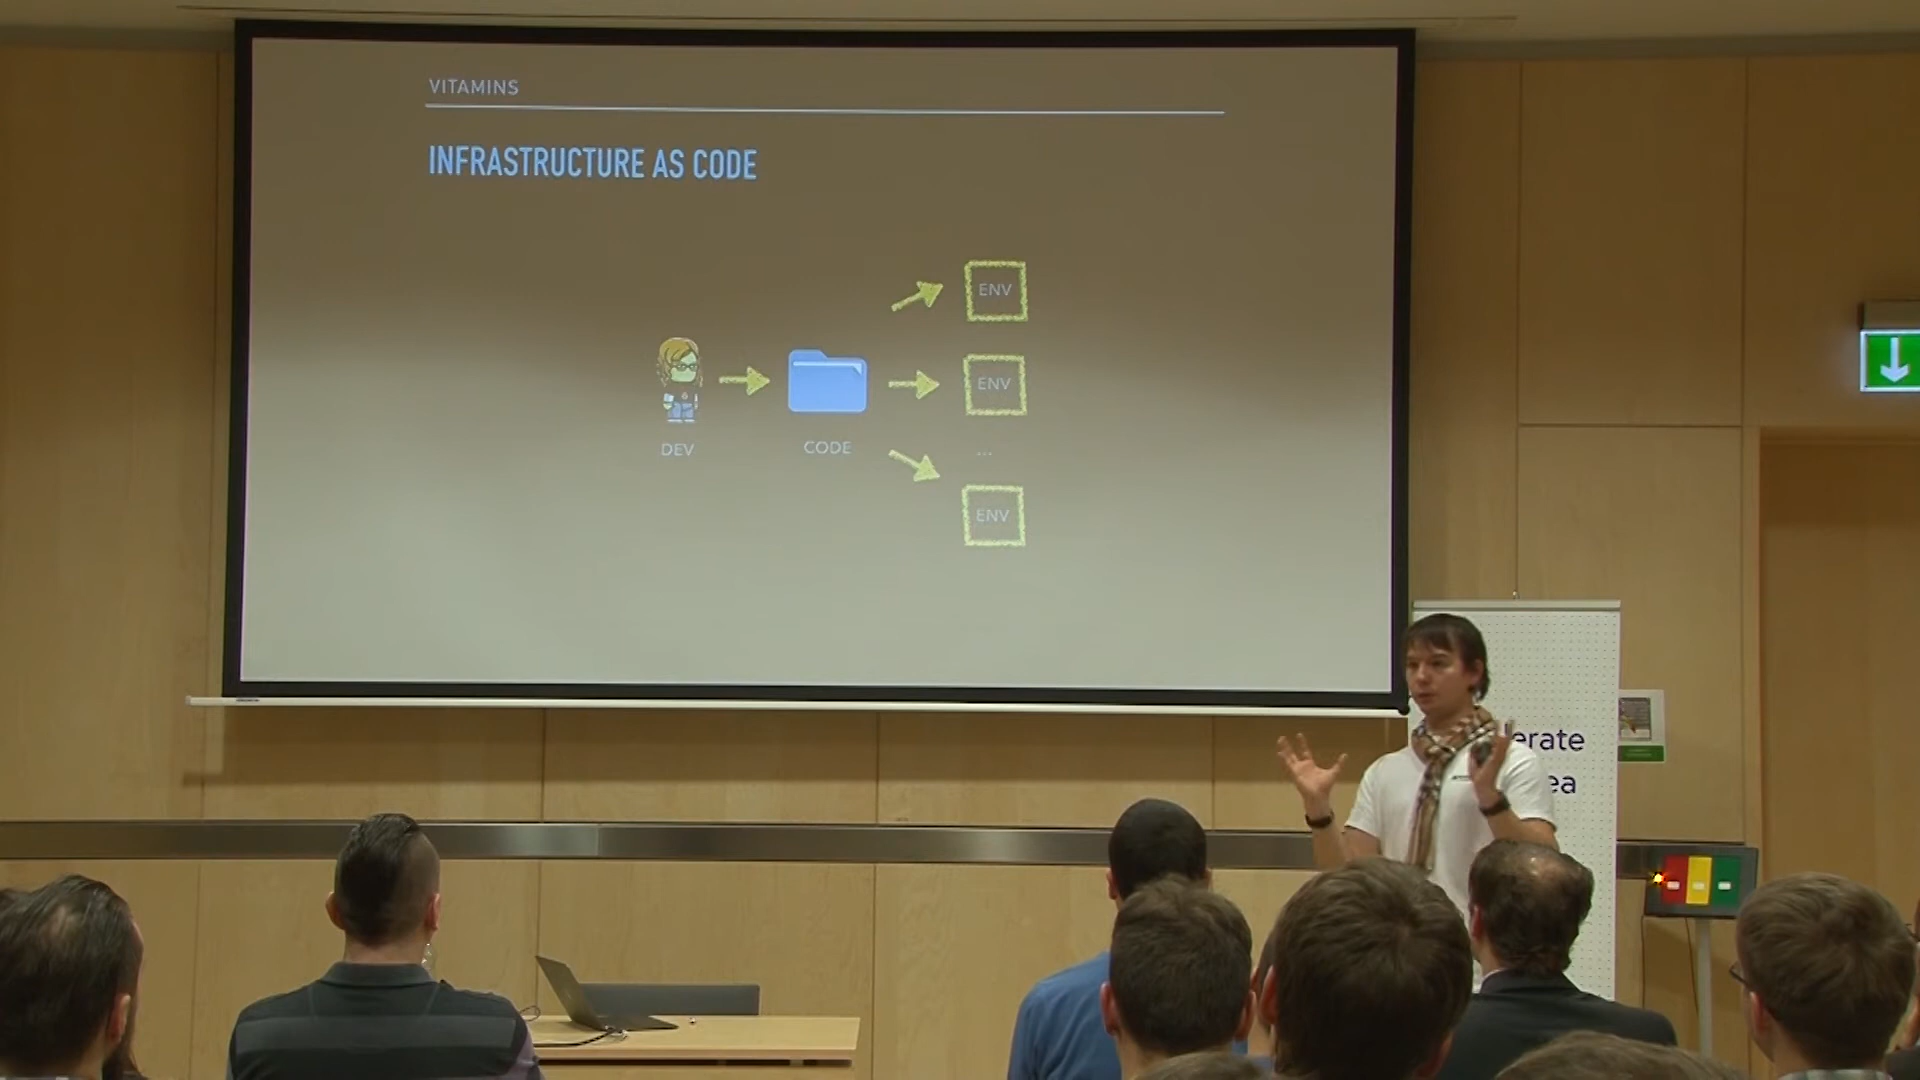 VITAMINS
INFRASTRUCTURE AS CODE
ENV
ENV
DEV
CODE
...
ENV
erate
ea